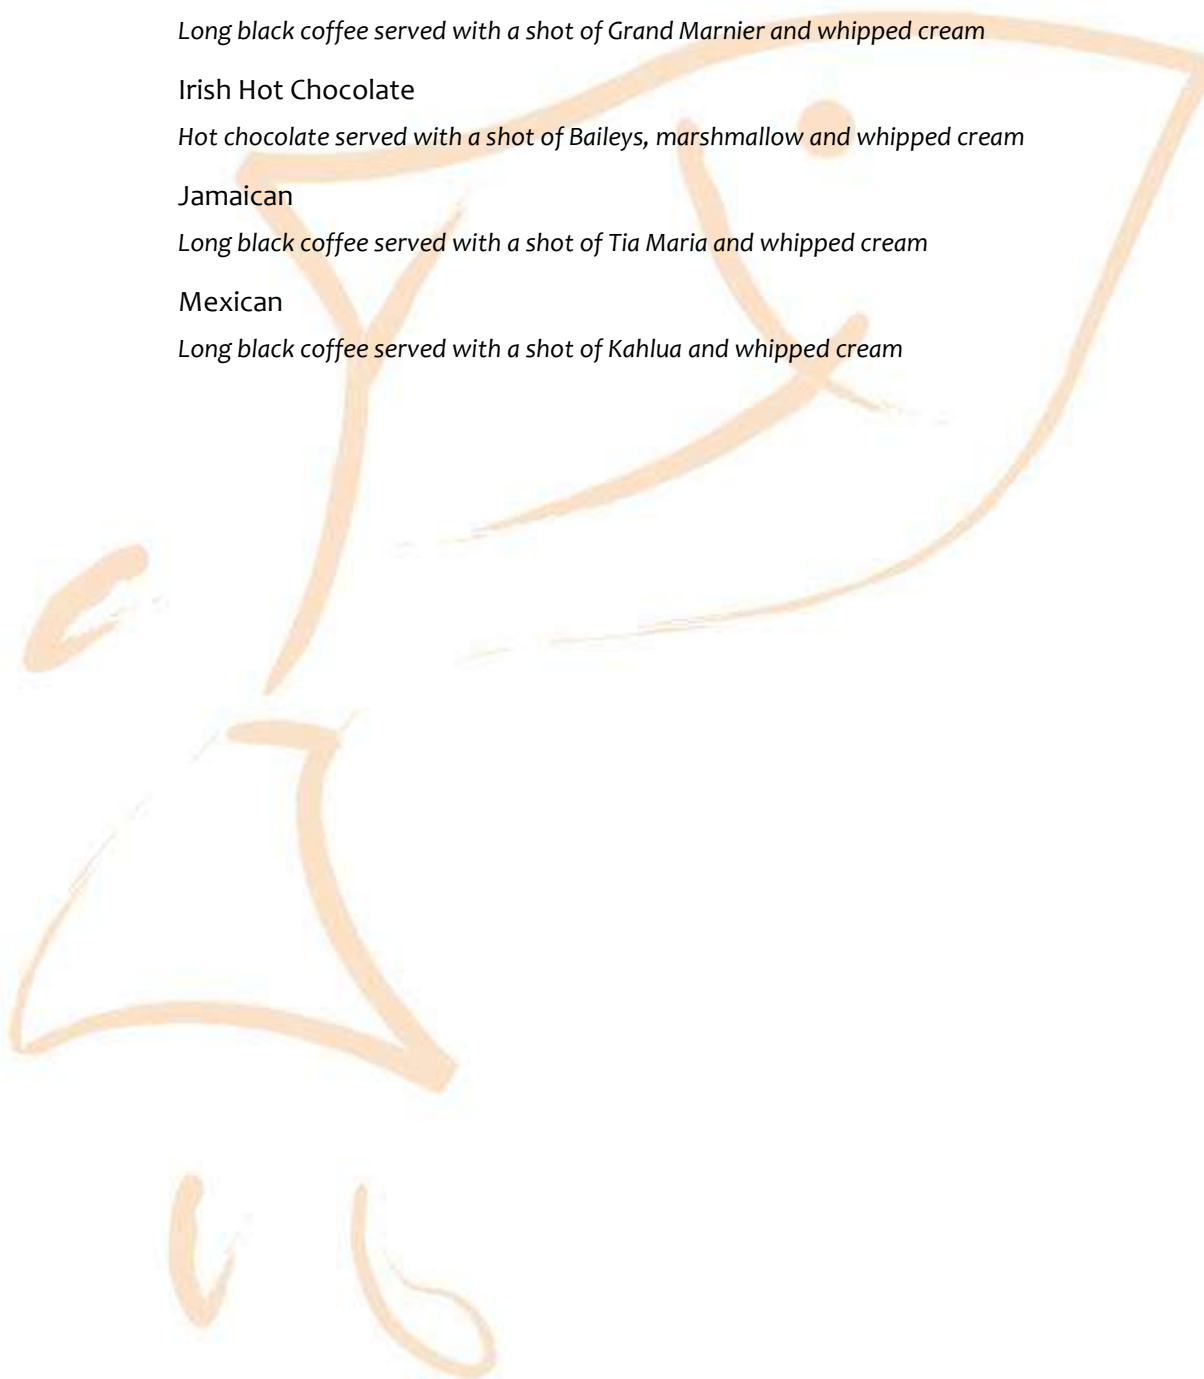 Long black coffee served with a shot of Grand Marnier and whipped cream
Irish Hot Chocolate
Hot chocolate served with a shot of Baileys, marshmallow and whipped cream
Jamaican
Long black coffee served with a shot of Tia Maria and whipped cream
Mexican
Long black coffee served with a shot of Kahlua and whipped cream